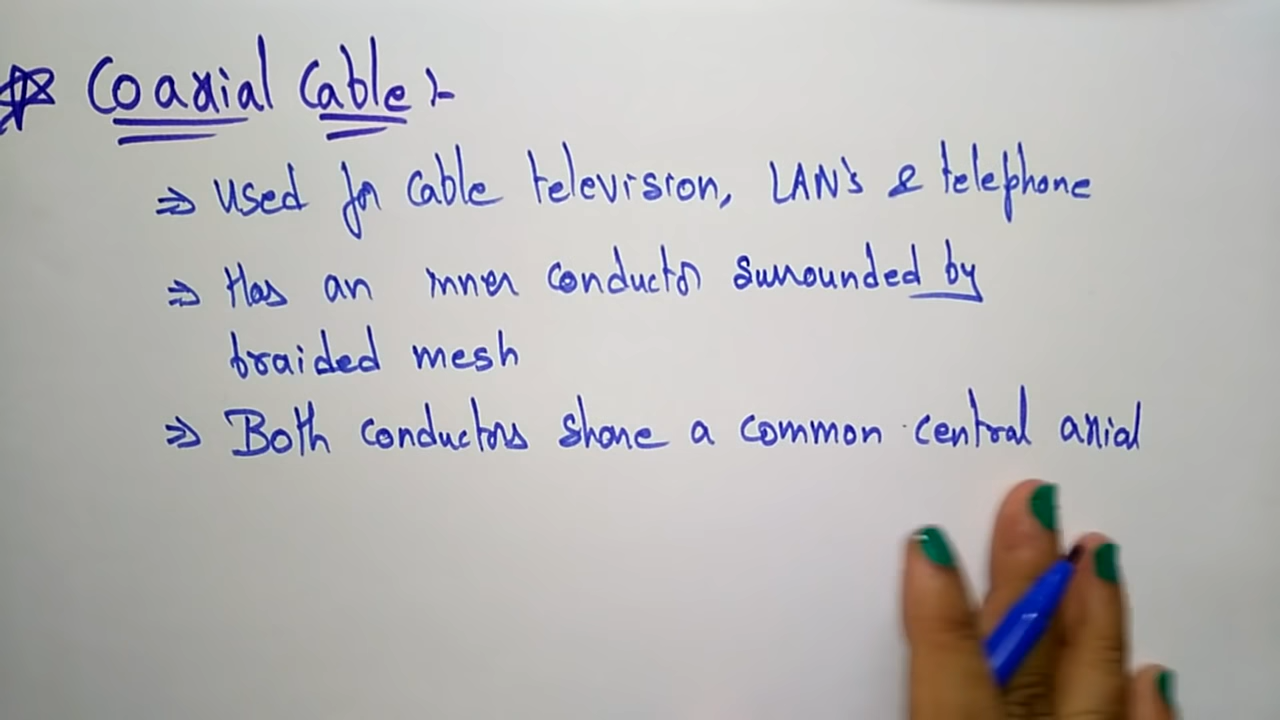 ☆ Coaxial Cable :-
⇒ Used for Cable television, LAN's & telephone
⇒ Has an inner conductor surrounded by
braided mesh
⇒ Both conductors share a common central axial